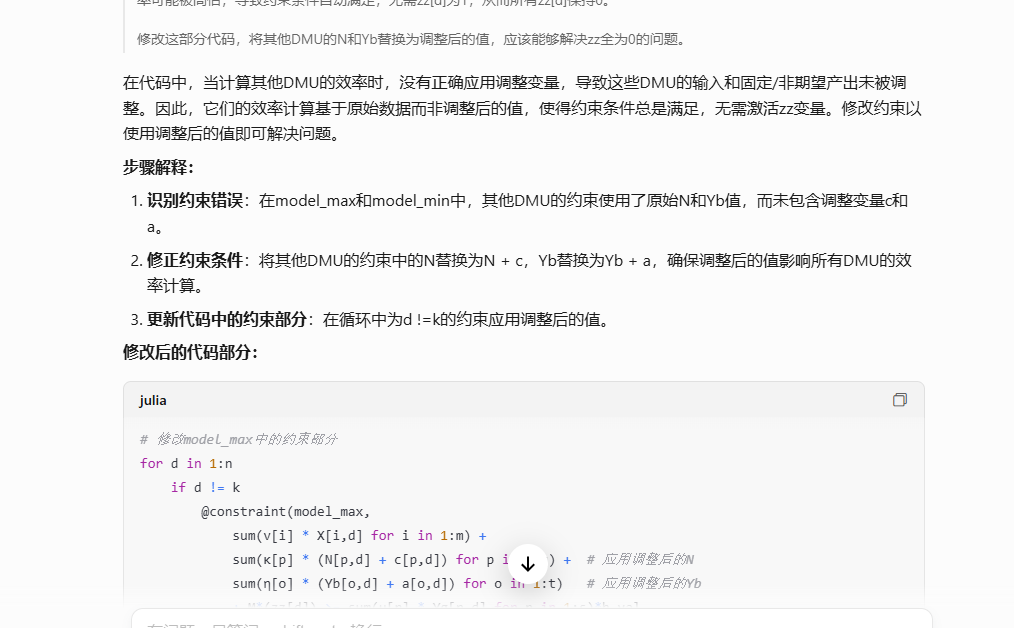 率可能被高估，导致约束条件自动满足，无需zz[d]为1，从而所有zz[d]保持0。
修改这部分代码，将其他DMU的N和Yb替换为调整后的值，应该能够解决zz全为0的问题。
在代码中，当计算其他DMU的效率时，没有正确应用调整变量，导致这些DMU的输入和固定/非期望产出未被调
整。因此，它们的效率计算基于原始数据而非调整后的值，使得约束条件总是满足，无需激活zz变量。修改约束以
使用调整后的值即可解决问题。
步骤解释：
1. 识别约束错误：在model_max和model_min中，其他DMU的约束使用了原始N和Yb值，而未包含调整变量c和
a。
2. 修正约束条件：将其他DMU的约束中的N替换为N + c，Yb替换为Yb + a，确保调整后的值影响所有DMU的效
率计算。
3. 更新代码中的约束部分：在循环中为d !=k的约束应用调整后的值。
修改后的代码部分：
julia
# 修改model_max中的约束部分
for d in 1:n
if d != k
@constraint(model_max,
sum(v[i] * X[i,d] for i in 1:m) +
sum(κ[p] * (N[p,d] + c[p,d]) for p i ) + # 应用调整后的N
sum(η[o] * (Yb[o,d] + a[o,d]) for o in 1:t) # 应用调整后的Yb